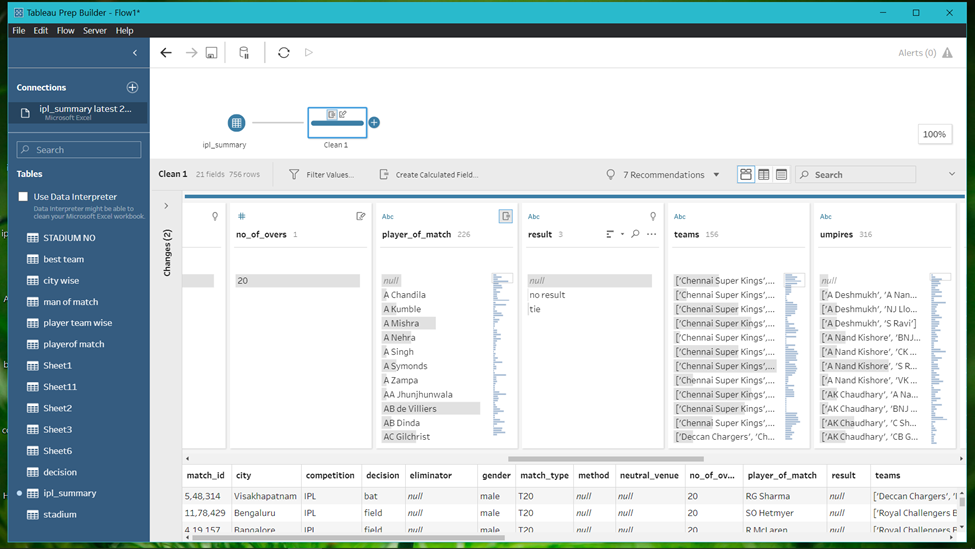 Tableau Prep Builder - Flow1*
File Edit Flow Server Help
Alerts (0)
Connections
ipl_summary latest 2...
Microsoft Excel
Search
Tables
Use Data Interpreter
Data Interpreter might be able to
clean your Microsoft Excel workbook.
STADIUM NO
best team
city wise
man of match
player team wise
playerof match
Sheet1
Sheet11
Sheet2
Sheet3
Sheet6
decision
ipl_summary
stadium
ipl_summary
Clean 1
100%
Clean 1 21 fields 756 rows
Filter Values...
Create Calculated Field...
7 Recommendations
Search
Changes (2)
#
no_of_overs 1
20
Abc
player_of_match 226
null
A Chandila
A Kumble
A Mishra
A Nehra
A Singh
A Symonds
A Zampa
AA Jhunjhunwala
AB de Villiers
AB Dinda
AC Gilchrist
Abc
result 3
null
no result
tie
Abc
teams 156
['Chennai Super Kings',...
['Chennai Super Kings',...
['Chennai Super Kings',...
['Chennai Super Kings',...
['Chennai Super Kings',...
['Chennai Super Kings',...
['Chennai Super Kings',...
['Chennai Super Kings',...
['Chennai Super Kings',...
['Chennai Super Kings',...
['Chennai Super Kings',...
['Deccan Chargers', 'Ch...
Abc
umpires 316
null
['A Deshmukh', 'A Nan...
['A Deshmukh', 'NJ Llo...
['A Deshmukh', 'S Ravi']
['A Nand Kishore', 'BNJ...
['A Nand Kishore', 'CK ...
['A Nand Kishore', 'S R...
['A Nand Kishore', 'VK ...
['AK Chaudhary', 'A Na...
['AK Chaudhary', 'BNJ ...
['AK Chaudhary', 'C Sh...
['AK Chaudhary', 'CB G...
match_id city competition decision eliminator gender match_type method neutral_venue no_of_ov... player_of_match result teams
5,48,314 Visakhapatnam IPL bat null male T20 null null 20 RG Sharma null ['Deccan Chargers', '
11,78,429 Bengaluru IPL field null male T20 null null 20 SO Hetmyer null ['Royal Challengers B
4,19,157 Bangalore IPL field null male T20 null null 20 R McLaren null ['Royal Challengers B